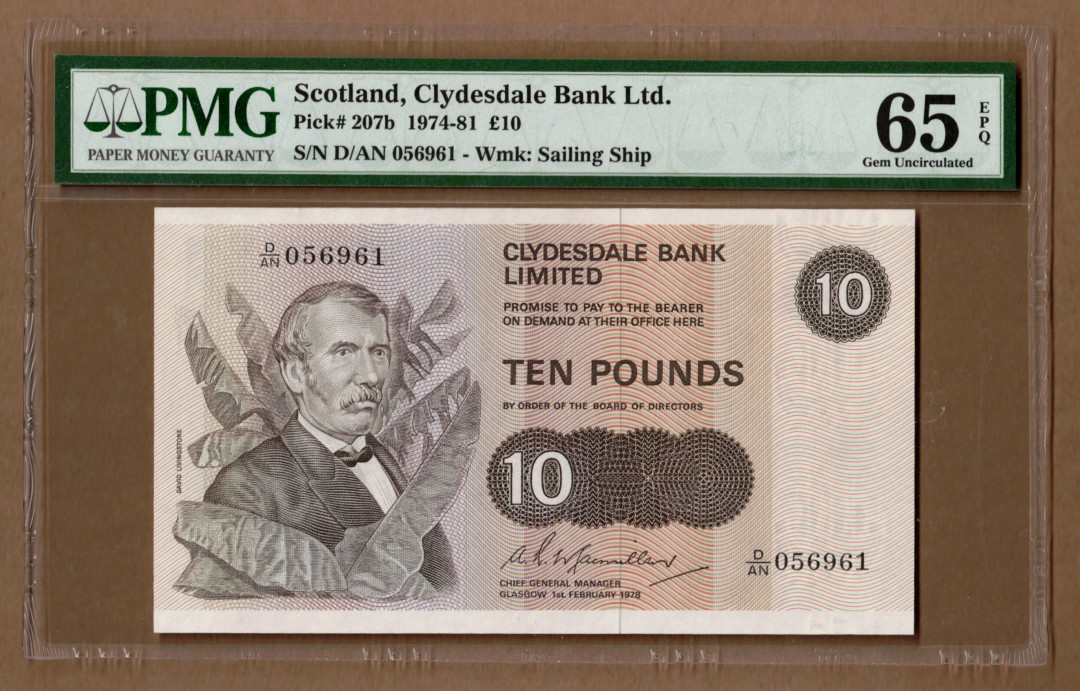 PMG
PAPER MONEY GUARANTY
Scotland, Clydesdale Bank Ltd.
Pick# 207b 1974-81 £10
S/N D/AN 056961 - Wmk: Sailing Ship
65
EPQ
Gem Uncirculated
D/AN 056961
CLYDESDALE BANK
LIMITED
PROMISE TO PAY TO THE BEARER
ON DEMAND AT THEIR OFFICE HERE
10
TEN POUNDS
BY ORDER OF THE BOARD OF DIRECTORS
DAVID LIVINGSTONE
10
A. R. Macmillan
CHIEF GENERAL MANAGER
GLASGOW 1st. FEBRUARY 1978
D/AN 056961